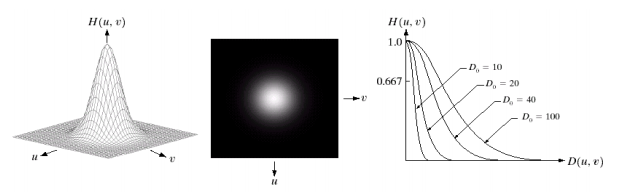 H(u, v)
u
v
v
u
H(u, v)
1.0
0.667
D₀ = 10
D₀ = 20
D₀ = 40
D₀ = 100
D(u, v)